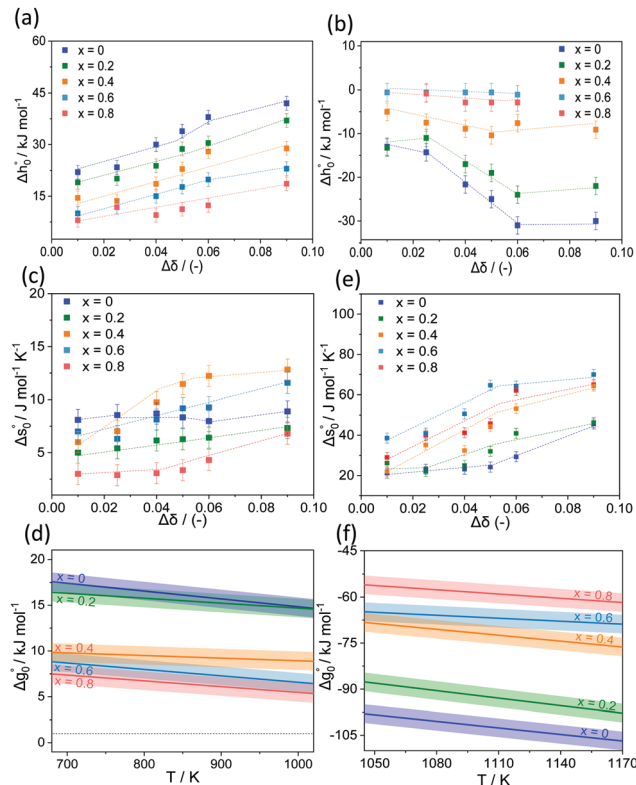 (a)
Δh°₀ / kJ mol⁻¹
60
45
30
15
x = 0
x = 0.2
x = 0.4
x = 0.6
x = 0.8
0.00 0.02 0.04 0.06 0.08 0.10
Δδ / (-)
(b)
Δh°₀ / kJ mol⁻¹
10
0
-10
-20
-30
x = 0
x = 0.2
x = 0.4
x = 0.6
x = 0.8
0.00 0.02 0.04 0.06 0.08 0.10
Δδ / (-)
(c)
Δs°₀ / J mol⁻¹ K⁻¹
20
15
10
5
x = 0
x = 0.2
x = 0.4
x = 0.6
x = 0.8
0.00 0.02 0.04 0.06 0.08 0.10
Δδ / (-)
(e)
Δs°₀ / J mol⁻¹ K⁻¹
100
80
60
40
20
x = 0
x = 0.2
x = 0.4
x = 0.6
x = 0.8
0.00 0.02 0.04 0.06 0.08 0.10
Δδ (-)
(d)
Δg°₀ / kJ mol⁻¹
20
15
10
5
0
x = 0
x = 0.2
x = 0.4
x = 0.6
x = 0.8
700 800 900 1000
T / K
(f)
Δg°₀ / kJ mol⁻¹
-45
-60
-75
-90
-105
x = 0.8
x = 0.6
x = 0.4
x = 0.2
x = 0
1050 1080 1110 1140 1170
T / K